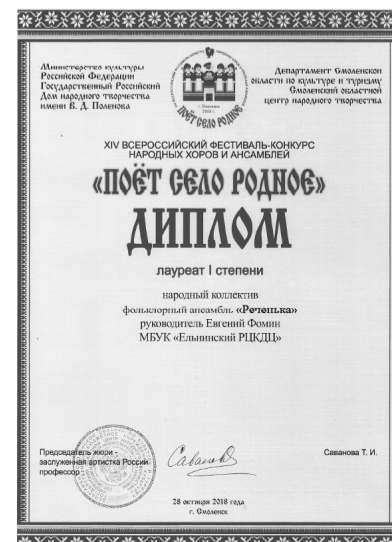 Министерство культуры
Российской Федерации
Государственный Российский
Дом народного творчества
имени В. Д. Поленова
ПОЁТ СЕЛО РОДНОЕ
Департамент Смоленской
области по культуре и туризму
Смоленский областной
центр народного творчества
XIV ВСЕРОССИЙСКИЙ ФЕСТИВАЛЬ-КОНКУРС
НАРОДНЫХ ХОРОВ И АНСАМБЛЕЙ
«ПОЁТ СЕЛО РОДНОЕ»
ДИПЛОМ
лауреат I степени
народный коллектив
фольклорный ансамбль «Реченька»
руководитель Евгений Фомин
МБУК «Ельнинский РЦКДЦ»
Председатель жюри -
заслуженная артистка России
профессор
Саванова Т. И.
28 октября 2018 года
г. Смоленск